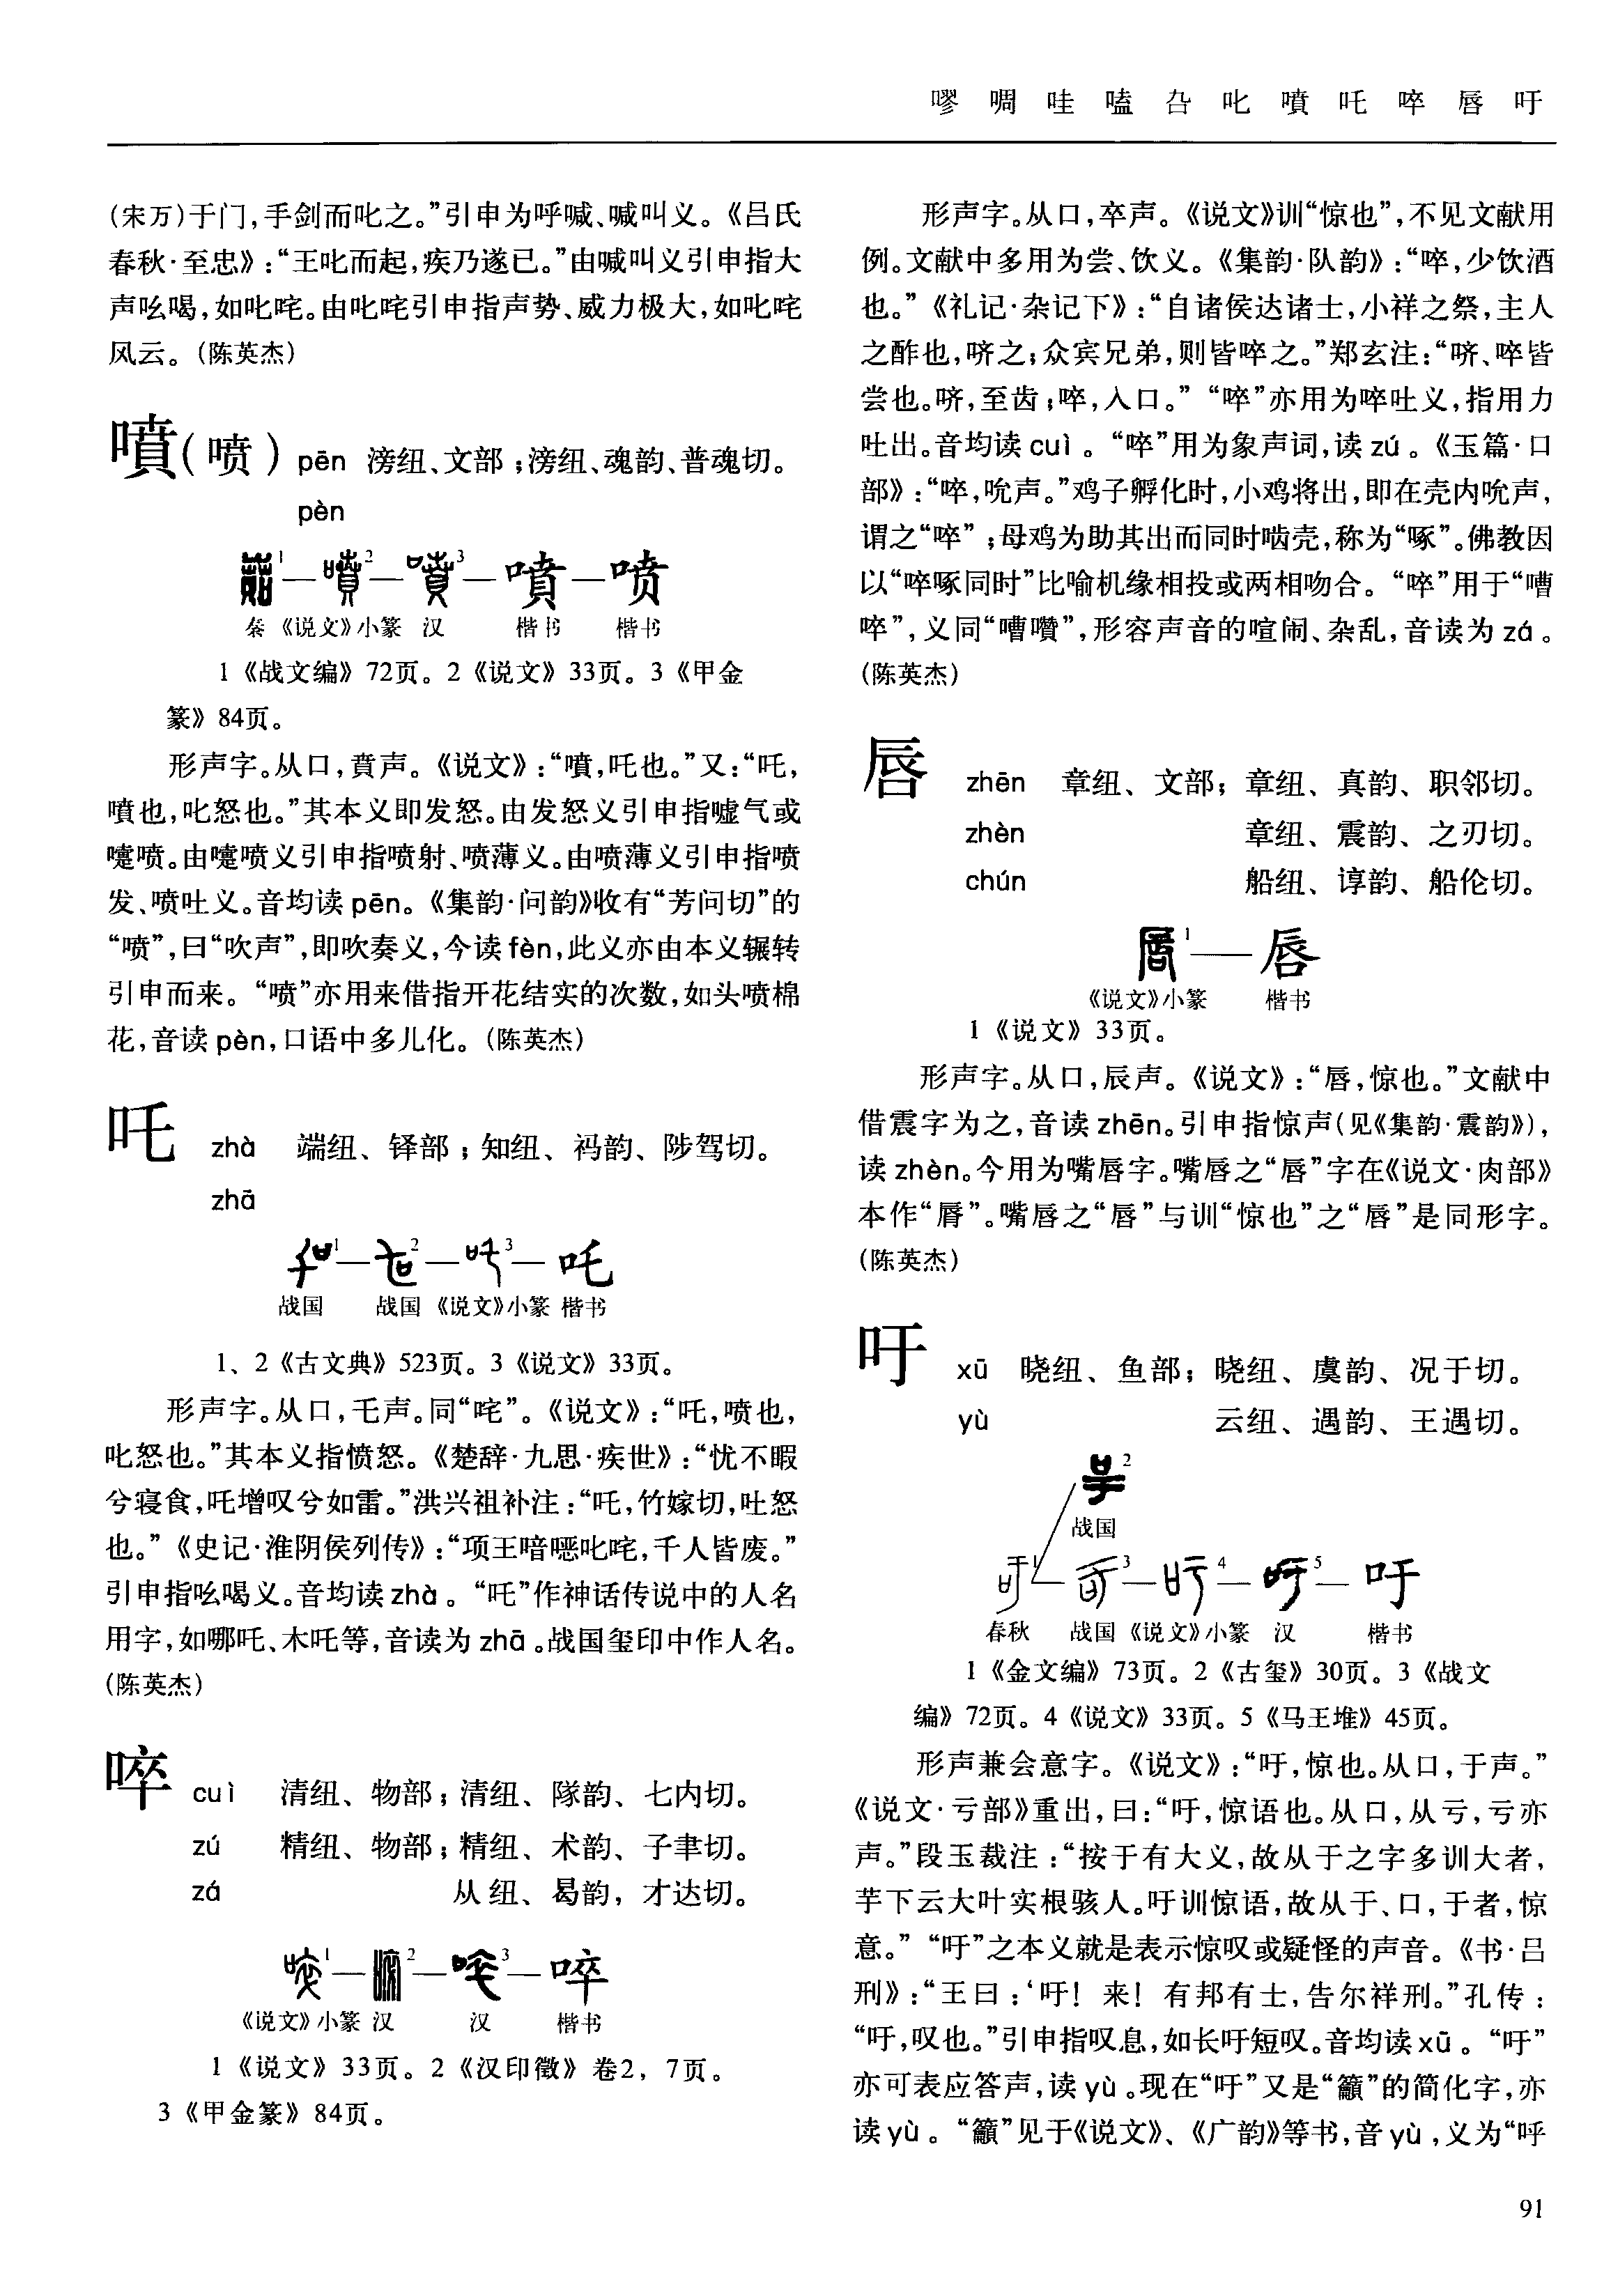 嘐 啁 哇 嗑 叴 叱 噴 吒 啐 唇 吁
(宋万)于门,手剑而叱之。”引申为呼喊、喊叫义。《吕氏
春秋·至忠》:“王叱而起,疾乃遂已。”由喊叫义引申指大
声吆喝,如叱咤。由叱咤引申指声势、威力极大,如叱咤
风云。(陈英杰)
噴(喷) pēn 滂纽、文部;滂纽、魂韵、普魂切。
pèn
1—2—3—噴—喷
秦 《说文》小篆 汉 楷书 楷书
1《战文编》72页。2《说文》33页。3《甲金
篆》84页。
形声字。从口,賁声。《说文》:“噴,吒也。”又:“吒,
噴也,叱怒也。”其本义即发怒。由发怒义引申指嘘气或
嚏喷。由嚏喷义引申指喷射、喷薄义。由喷薄义引申指喷
发、喷吐义。音均读pēn。《集韵·问韵》收有“芳问切”的
“喷”,曰“吹声”,即吹奏义,今读fèn,此义亦由本义辗转
引申而来。“喷”亦用来借指开花结实的次数,如头喷棉
花,音读pèn,口语中多儿化。(陈英杰)
吒 zhà 端纽、铎部;知纽、祃韵、陟驾切。
zhā
1—2—3—吒
战国 战国 《说文》小篆 楷书
1、2《古文典》523页。3《说文》33页。
形声字。从口,乇声。同“咤”。《说文》:“吒,喷也,
叱怒也。”其本义指愤怒。《楚辞·九思·疾世》:“忧不暇
兮寝食,吒增叹兮如雷。”洪兴祖补注:“吒,竹嫁切,吐怒
也。”《史记·淮阴侯列传》:“项王喑噁叱咤,千人皆废。”
引申指吆喝义。音均读zhà。“吒”作神话传说中的人名
用字,如哪吒、木吒等,音读为zhā。战国玺印中作人名。
(陈英杰)
啐 cuì 清纽、物部;清纽、隊韵、七内切。
zú 精纽、物部;精纽、术韵、子聿切。
zá 从纽、曷韵,才达切。
1—2—3—啐
《说文》小篆 汉 汉 楷书
1《说文》33页。2《汉印徵》卷2,7页。
3《甲金篆》84页。
形声字。从口,卒声。《说文》训“惊也”,不见文献用
例。文献中多用为尝、饮义。《集韵·队韵》:“啐,少饮酒
也。”《礼记·杂记下》:“自诸侯达诸士,小祥之祭,主人
之酢也,哜之;众宾兄弟,则皆啐之。”郑玄注:“哜、啐皆
尝也。哜,至齿;啐,入口。”“啐”亦用为啐吐义,指用力
吐出。音均读cuì。“啐”用为象声词,读zú。《玉篇·口
部》:“啐,吮声。”鸡子孵化时,小鸡将出,即在壳内吮声,
谓之“啐”;母鸡为助其出而同时啮壳,称为“啄”。佛教因
以“啐啄同时”比喻机缘相投或两相吻合。“啐”用于“嘈
啐”,义同“嘈囋”,形容声音的喧闹、杂乱,音读为zá。
(陈英杰)
唇 zhēn 章纽、文部;章纽、真韵、职邻切。
zhèn 章纽、震韵、之刃切。
chún 船纽、谆韵、船伦切。
1—唇
《说文》小篆 楷书
1《说文》33页。
形声字。从口,辰声。《说文》:“唇,惊也。”文献中
借震字为之,音读zhēn。引申指惊声(见《集韵·震韵》),
读zhèn。今用为嘴唇字。嘴唇之“唇”字在《说文·肉部》
本作“脣”。嘴唇之“唇”与训“惊也”之“唇”是同形字。
(陈英杰)
吁 xū 晓纽、鱼部;晓纽、虞韵、况于切。
yù 云纽、遇韵、王遇切。
2
战国
1—3—4—5—吁
春秋 战国 《说文》小篆 汉 楷书
1《金文编》73页。2《古玺》30页。3《战文
编》72页。4《说文》33页。5《马王堆》45页。
形声兼会意字。《说文》:“吁,惊也。从口,于声。”
《说文·亏部》重出,曰:“吁,惊语也。从口,从亏,亏亦
声。”段玉裁注:“按于有大义,故从于之字多训大者,
芋下云大叶实根骇人。吁训惊语,故从于、口,于者,惊
意。”“吁”之本义就是表示惊叹或疑怪的声音。《书·吕
刑》:“王曰:‘吁!来!有邦有士,告尔祥刑。”孔传:
“吁,叹也。”引申指叹息,如长吁短叹。音均读xū。“吁”
亦可表应答声,读yù。现在“吁”又是“籲”的简化字,亦
读yù。“籲”见于《说文》、《广韵》等书,音yù,义为“呼
91